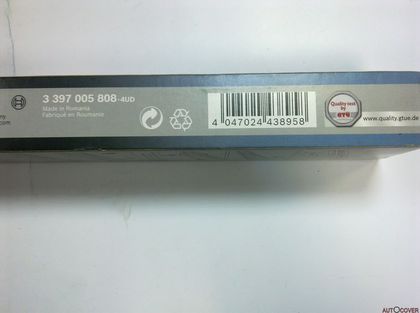 3 397 005 808-4UD
Made in Romania
Fabriqué en Roumanie
4 047024 438958
Quality test by
GTÜ
www.quality.gtue.de
AUTOCOVER